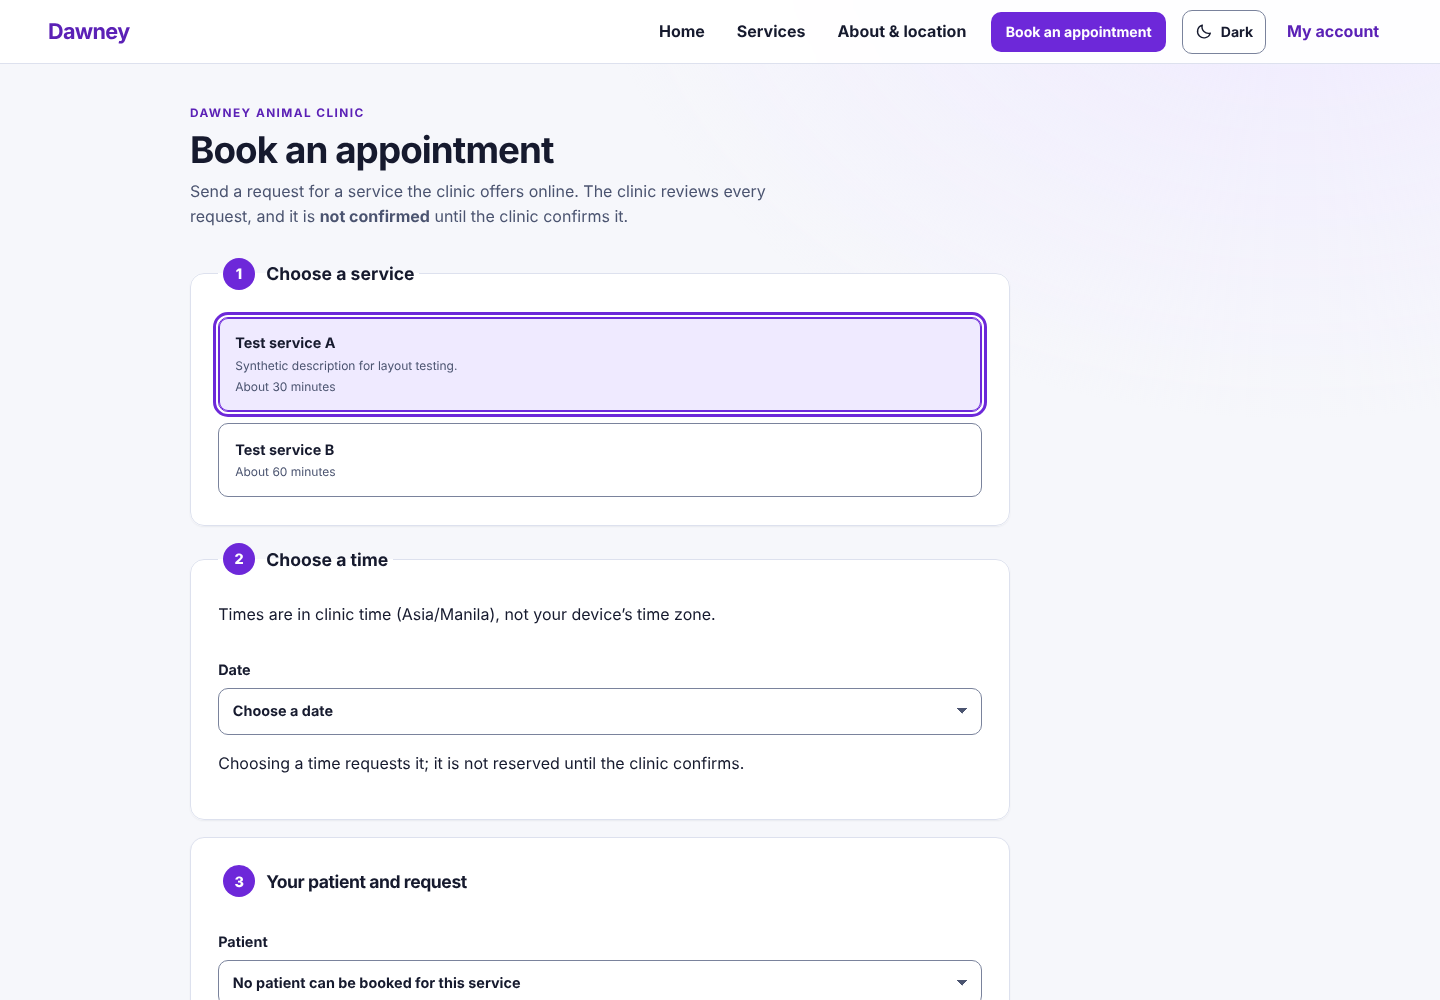 Dawney
Home
Services
About & location
Book an appointment
Dark
My account
DAWNEY ANIMAL CLINIC
Book an appointment
Send a request for a service the clinic offers online. The clinic reviews every
request, and it is not confirmed until the clinic confirms it.
1 Choose a service
Test service A
Synthetic description for layout testing.
About 30 minutes
Test service B
About 60 minutes
2 Choose a time
Times are in clinic time (Asia/Manila), not your device’s time zone.
Date
Choose a date
Choosing a time requests it; it is not reserved until the clinic confirms.
3 Your patient and request
Patient
No patient can be booked for this service